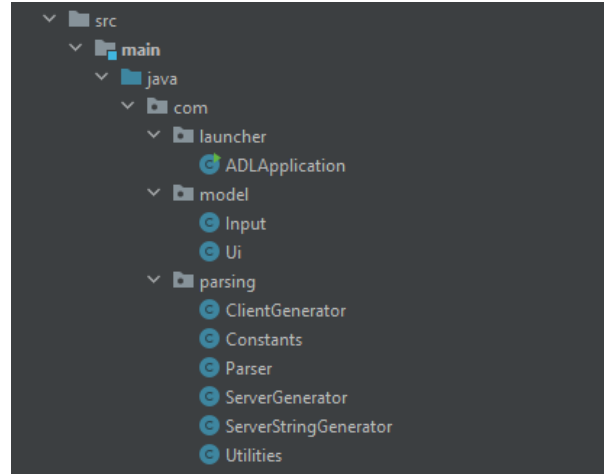 src
main
java
com
launcher
ADLApplication
model
Input
Ui
parsing
ClientGenerator
Constants
Parser
ServerGenerator
ServerStringGenerator
Utilities